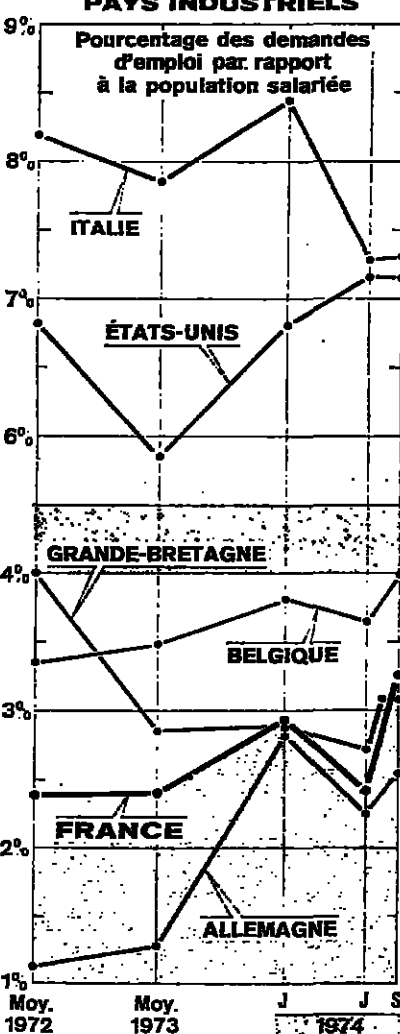 PAYS INDUSTRIELS
9%
Pourcentage des demandes
d'emploi par rapport
à la population salariée
8%
ITALIE
7%
ÉTATS-UNIS
6%
GRANDE-BRETAGNE
4%
BELGIQUE
3%
FRANCE
2%
ALLEMAGNE
1%
Moy. Moy. J J S
1972 1973 1974